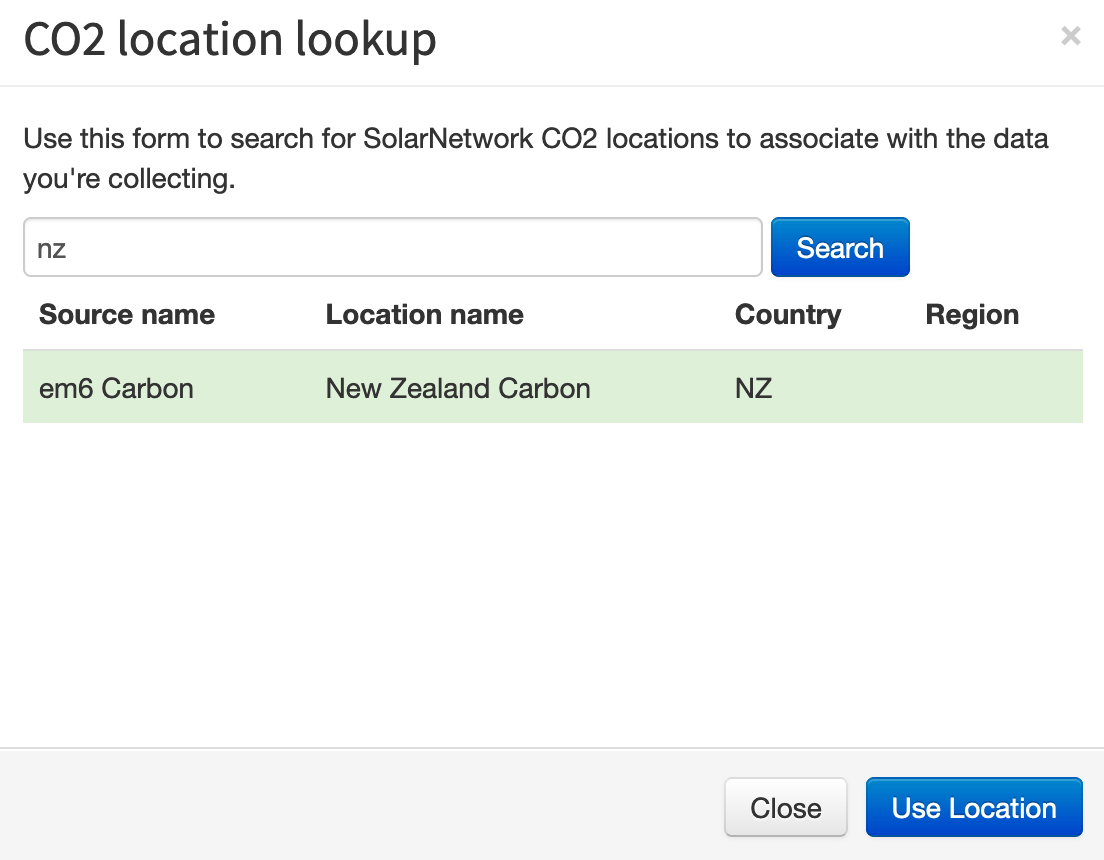 CO2 location lookup ×
Use this form to search for SolarNetwork CO2 locations to associate with the data
you're collecting.
nz Search
Source name Location name Country Region
em6 Carbon New Zealand Carbon NZ
Close Use Location